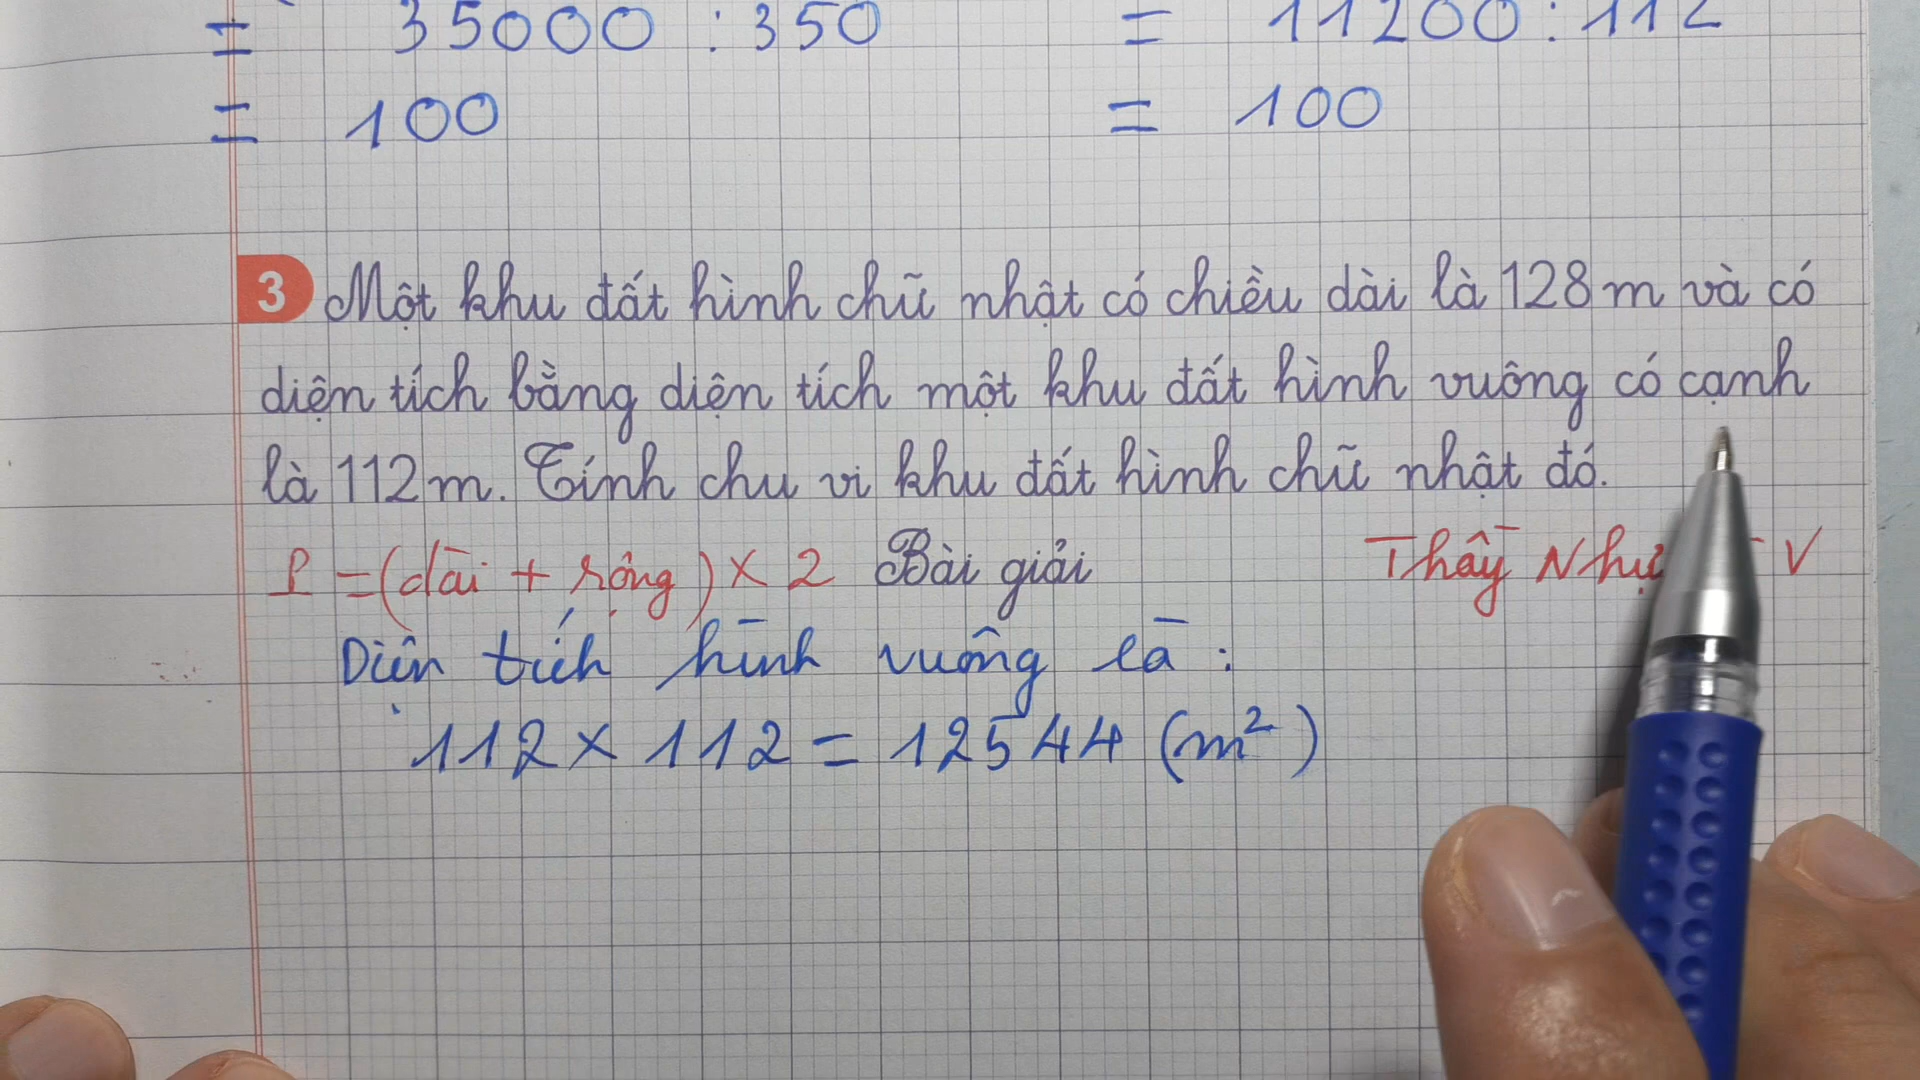 = 35000 : 350 = 11200 : 112
= 100 = 100
3 Một khu đất hình chữ nhật có chiều dài là 128 m và có
diện tích bằng diện tích một khu đất hình vuông có cạnh
là 112 m. Tính chu vi khu đất hình chữ nhật đó.
P = (dài + rộng) × 2 Bài giải Thầy V
Diện tích hình vuông là :
112 × 112 = 12544 (m²)